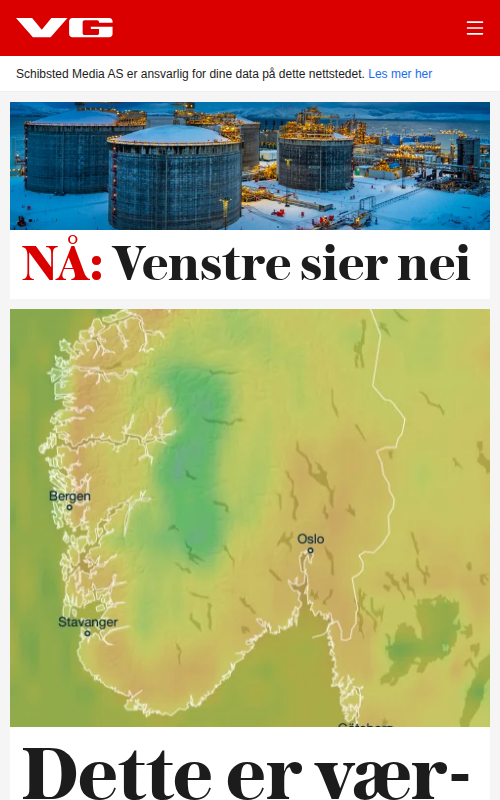 VG
Schibsted Media AS er ansvarlig for dine data på dette nettstedet. Les mer her
NÅ: Venstre sier nei
Bergen
Oslo
Stavanger
Göteborg
Dette er vær-